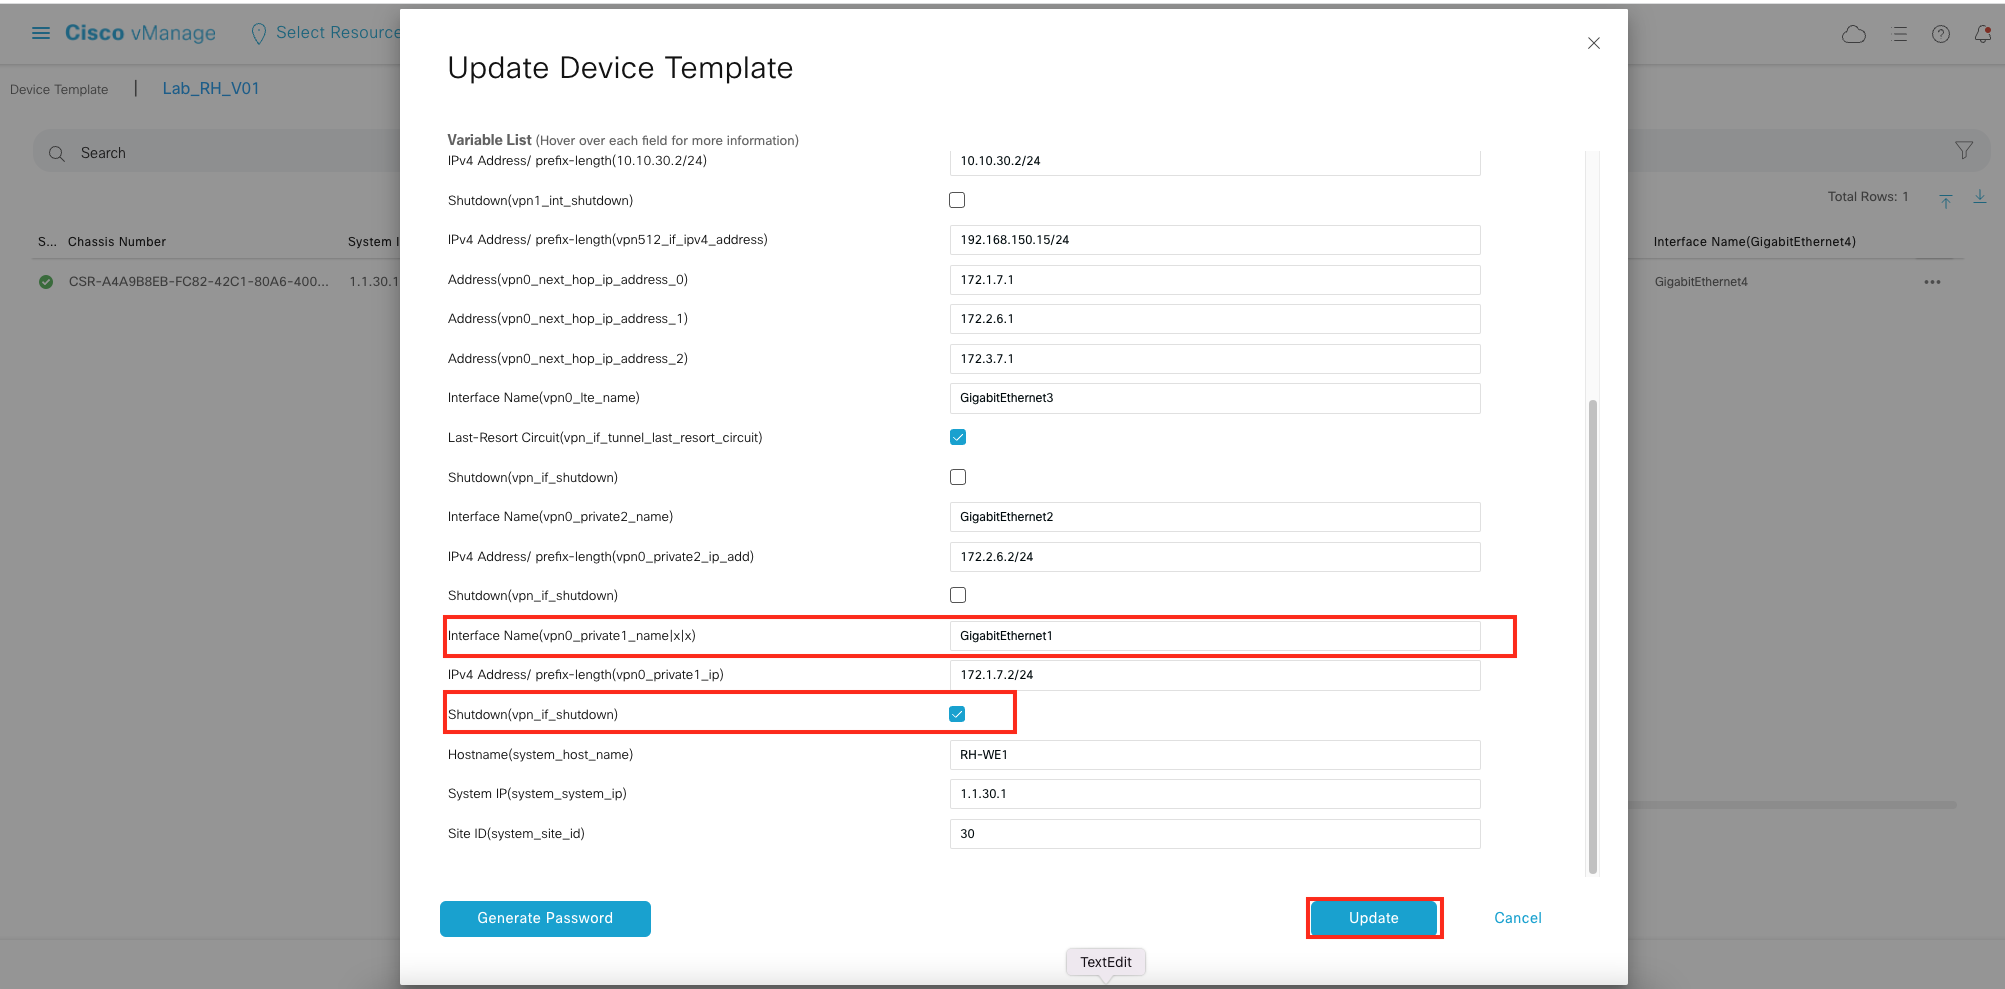 Cisco vManage
Select Resource
Device Template | Lab_RH_V01
Search
Total Rows: 1
S... Chassis Number System I
Interface Name(GigabitEthernet4)
CSR-A4A9B8EB-FC82-42C1-80A6-400... 1.1.30.1
GigabitEthernet4 •••
Update Device Template
Variable List (Hover over each field for more information)
IPv4 Address/ prefix-length(10.10.30.2/24) 10.10.30.2/24
Shutdown(vpn1_int_shutdown)
IPv4 Address/ prefix-length(vpn512_if_ipv4_address) 192.168.150.15/24
Address(vpn0_next_hop_ip_address_0) 172.1.7.1
Address(vpn0_next_hop_ip_address_1) 172.2.6.1
Address(vpn0_next_hop_ip_address_2) 172.3.7.1
Interface Name(vpn0_lte_name) GigabitEthernet3
Last-Resort Circuit(vpn_if_tunnel_last_resort_circuit)
Shutdown(vpn_if_shutdown)
Interface Name(vpn0_private2_name) GigabitEthernet2
IPv4 Address/ prefix-length(vpn0_private2_ip_add) 172.2.6.2/24
Shutdown(vpn_if_shutdown)
Interface Name(vpn0_private1_name|x|x) GigabitEthernet1
IPv4 Address/ prefix-length(vpn0_private1_ip) 172.1.7.2/24
Shutdown(vpn_if_shutdown)
Hostname(system_host_name) RH-WE1
System IP(system_system_ip) 1.1.30.1
Site ID(system_site_id) 30
Generate Password Update Cancel
TextEdit